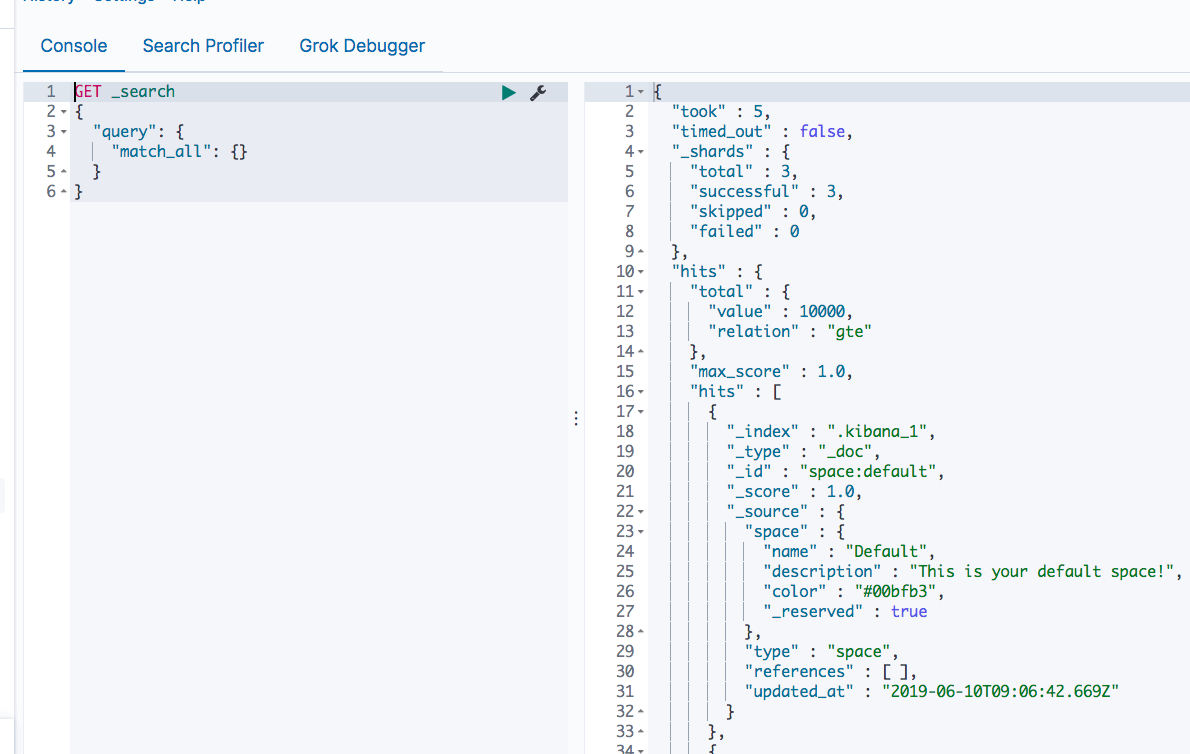 History Settings Help
Console Search Profiler Grok Debugger
1 GET _search
2 {
3 "query": {
4 "match_all": {}
5 }
6 }
1 {
2 "took" : 5,
3 "timed_out" : false,
4 "_shards" : {
5 "total" : 3,
6 "successful" : 3,
7 "skipped" : 0,
8 "failed" : 0
9 },
10 "hits" : {
11 "total" : {
12 "value" : 10000,
13 "relation" : "gte"
14 },
15 "max_score" : 1.0,
16 "hits" : [
17 {
18 "_index" : ".kibana_1",
19 "_type" : "_doc",
20 "_id" : "space:default",
21 "_score" : 1.0,
22 "_source" : {
23 "space" : {
24 "name" : "Default",
25 "description" : "This is your default space!",
26 "color" : "#00bfb3",
27 "_reserved" : true
28 },
29 "type" : "space",
30 "references" : [ ],
31 "updated_at" : "2019-06-10T09:06:42.669Z"
32 }
33 },
34 {